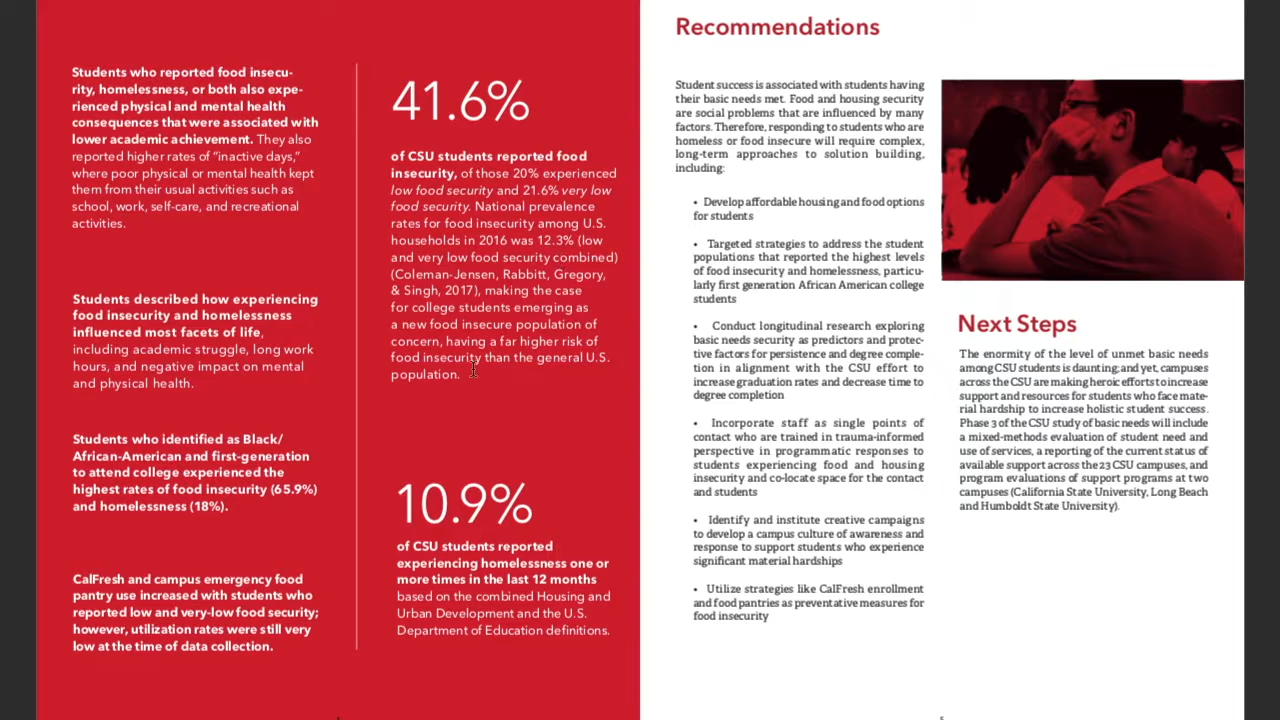 Students who reported food insecu-
rity, homelessness, or both also expe-
rienced physical and mental health
consequences that were associated with
lower academic achievement. They also
reported higher rates of “inactive days,”
where poor physical or mental health kept
them from their usual activities such as
school, work, self-care, and recreational
activities.
Students described how experiencing
food insecurity and homelessness
influenced most facets of life,
including academic struggle, long work
hours, and negative impact on mental
and physical health.
Students who identified as Black/
African-American and first-generation
to attend college experienced the
highest rates of food insecurity (65.9%)
and homelessness (18%).
CalFresh and campus emergency food
pantry use increased with students who
reported low and very-low food security;
however, utilization rates were still very
low at the time of data collection.
41.6%
of CSU students reported food
insecurity, of those 20% experienced
low food security and 21.6% very low
food security. National prevalence
rates for food insecurity among U.S.
households in 2016 was 12.3% (low
and very low food security combined)
(Coleman-Jensen, Rabbitt, Gregory,
& Singh, 2017), making the case
for college students emerging as
a new food insecure population of
concern, having a far higher risk of
food insecurity than the general U.S.
population.
10.9%
of CSU students reported
experiencing homelessness one or
more times in the last 12 months
based on the combined Housing and
Urban Development and the U.S.
Department of Education definitions.
Recommendations
Student success is associated with students having
their basic needs met. Food and housing security
are social problems that are influenced by many
factors. Therefore, responding to students who are
homeless or food insecure will require complex,
long-term approaches to solution building,
including:
• Develop affordable housing and food options
for students
• Targeted strategies to address the student
populations that reported the highest levels
of food insecurity and homelessness, particu-
larly first generation African American college
students
• Conduct longitudinal research exploring
basic needs security as predictors and protec-
tive factors for persistence and degree comple-
tion in alignment with the CSU effort to
increase graduation rates and decrease time to
degree completion
• Incorporate staff as single points of
contact who are trained in trauma-informed
perspective in programmatic responses to
students experiencing food and housing
insecurity and co-locate space for the contact
and students
• Identify and institute creative campaigns
to develop a campus culture of awareness and
response to support students who experience
significant material hardships
• Utilize strategies like CalFresh enrollment
and food pantries as preventative measures for
food insecurity
Next Steps
The enormity of the level of unmet basic needs
among CSU students is daunting; and yet, campuses
across the CSU are making heroic efforts to increase
support and resources for students who face mate-
rial hardship to increase holistic student success.
Phase 3 of the CSU study of basic needs will include
a mixed-methods evaluation of student need and
use of services, a reporting of the current status of
available support across the 23 CSU campuses, and
program evaluations of support programs at two
campuses (California State University, Long Beach
and Humboldt State University).